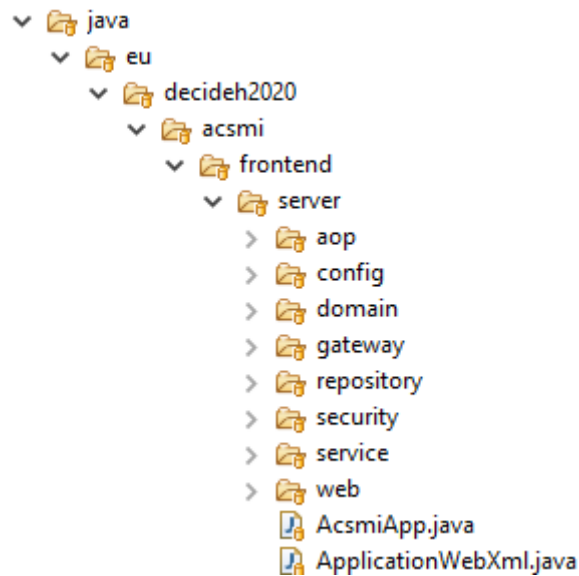 java
eu
decideh2020
acsmi
frontend
server
aop
config
domain
gateway
repository
security
service
web
AcsmiApp.java
ApplicationWebXml.java